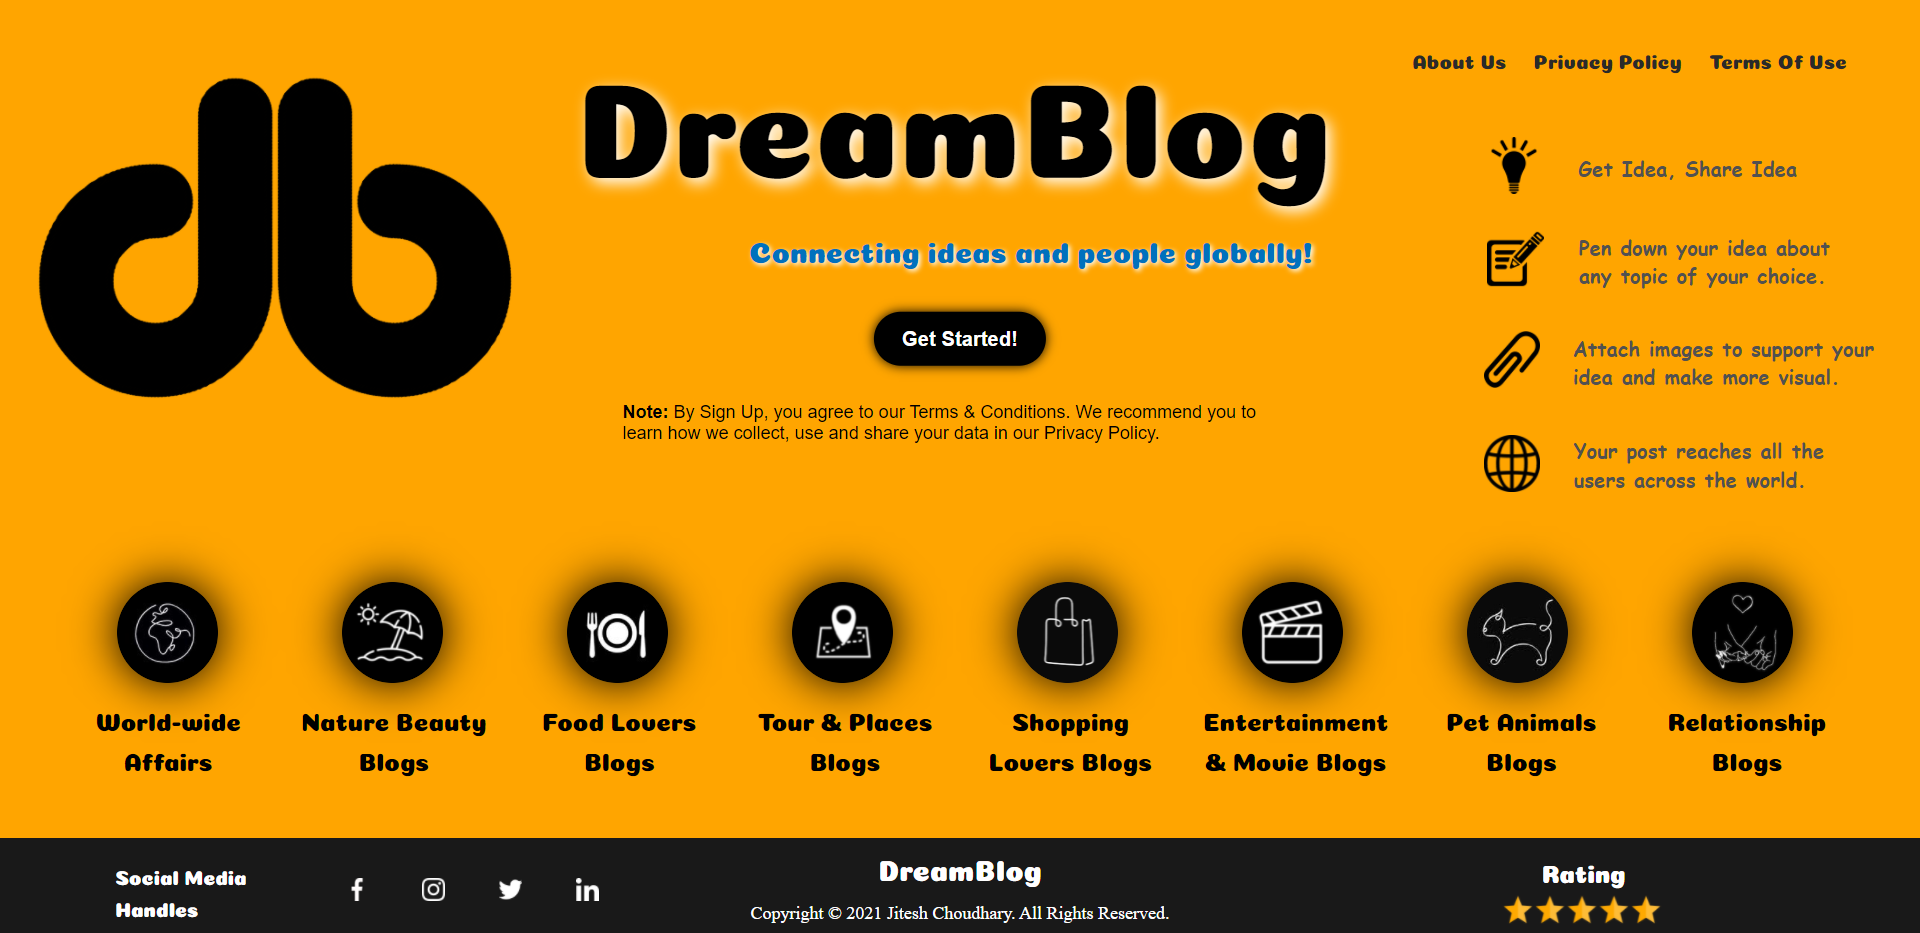 About Us Privacy Policy Terms Of Use
db
DreamBlog
Connecting ideas and people globally!
Get Started!
Note: By Sign Up, you agree to our Terms & Conditions. We recommend you to
learn how we collect, use and share your data in our Privacy Policy.
Get Idea, Share Idea
Pen down your idea about
any topic of your choice.
Attach images to support your
idea and make more visual.
Your post reaches all the
users across the world.
World-wide
Affairs
Nature Beauty
Blogs
Food Lovers
Blogs
Tour & Places
Blogs
Shopping
Lovers Blogs
Entertainment
& Movie Blogs
Pet Animals
Blogs
Relationship
Blogs
Social Media
Handles
DreamBlog
Copyright © 2021 Jitesh Choudhary. All Rights Reserved.
Rating